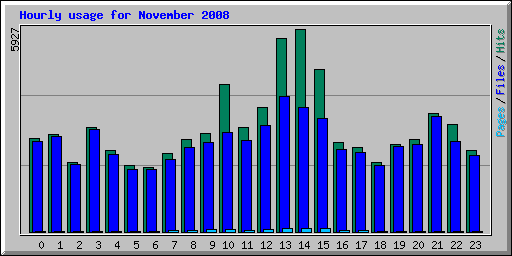 Hourly usage for November 2008
5927
Pages/Files/Hits
0 1 2 3 4 5 6 7 8 9 10 11 12 13 14 15 16 17 18 19 20 21 22 23